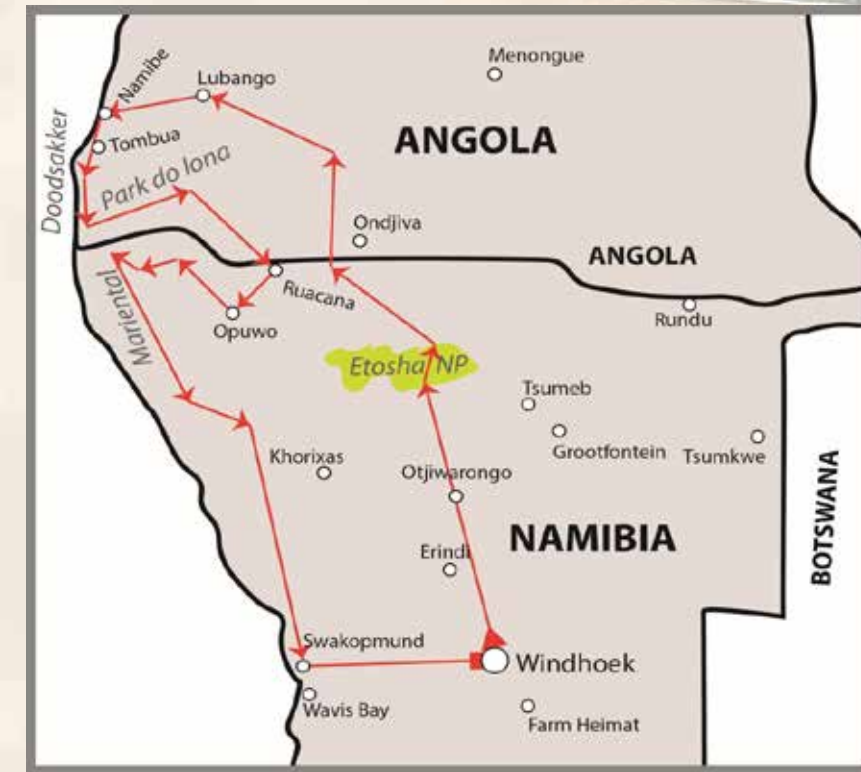 Menongue
Namibe
Lubango
ANGOLA
Doodsakker
Tombua
Park do Iona
Ondjiva
ANGOLA
Ruacana
Mariental
Opuwo
Rundu
Etosha NP
Tsumeb
Grootfontein
Tsumkwe
Khorixas
Otjiwarongo
BOTSWANA
NAMIBIA
Erindi
Swakopmund
Windhoek
Wavis Bay
Farm Heimat